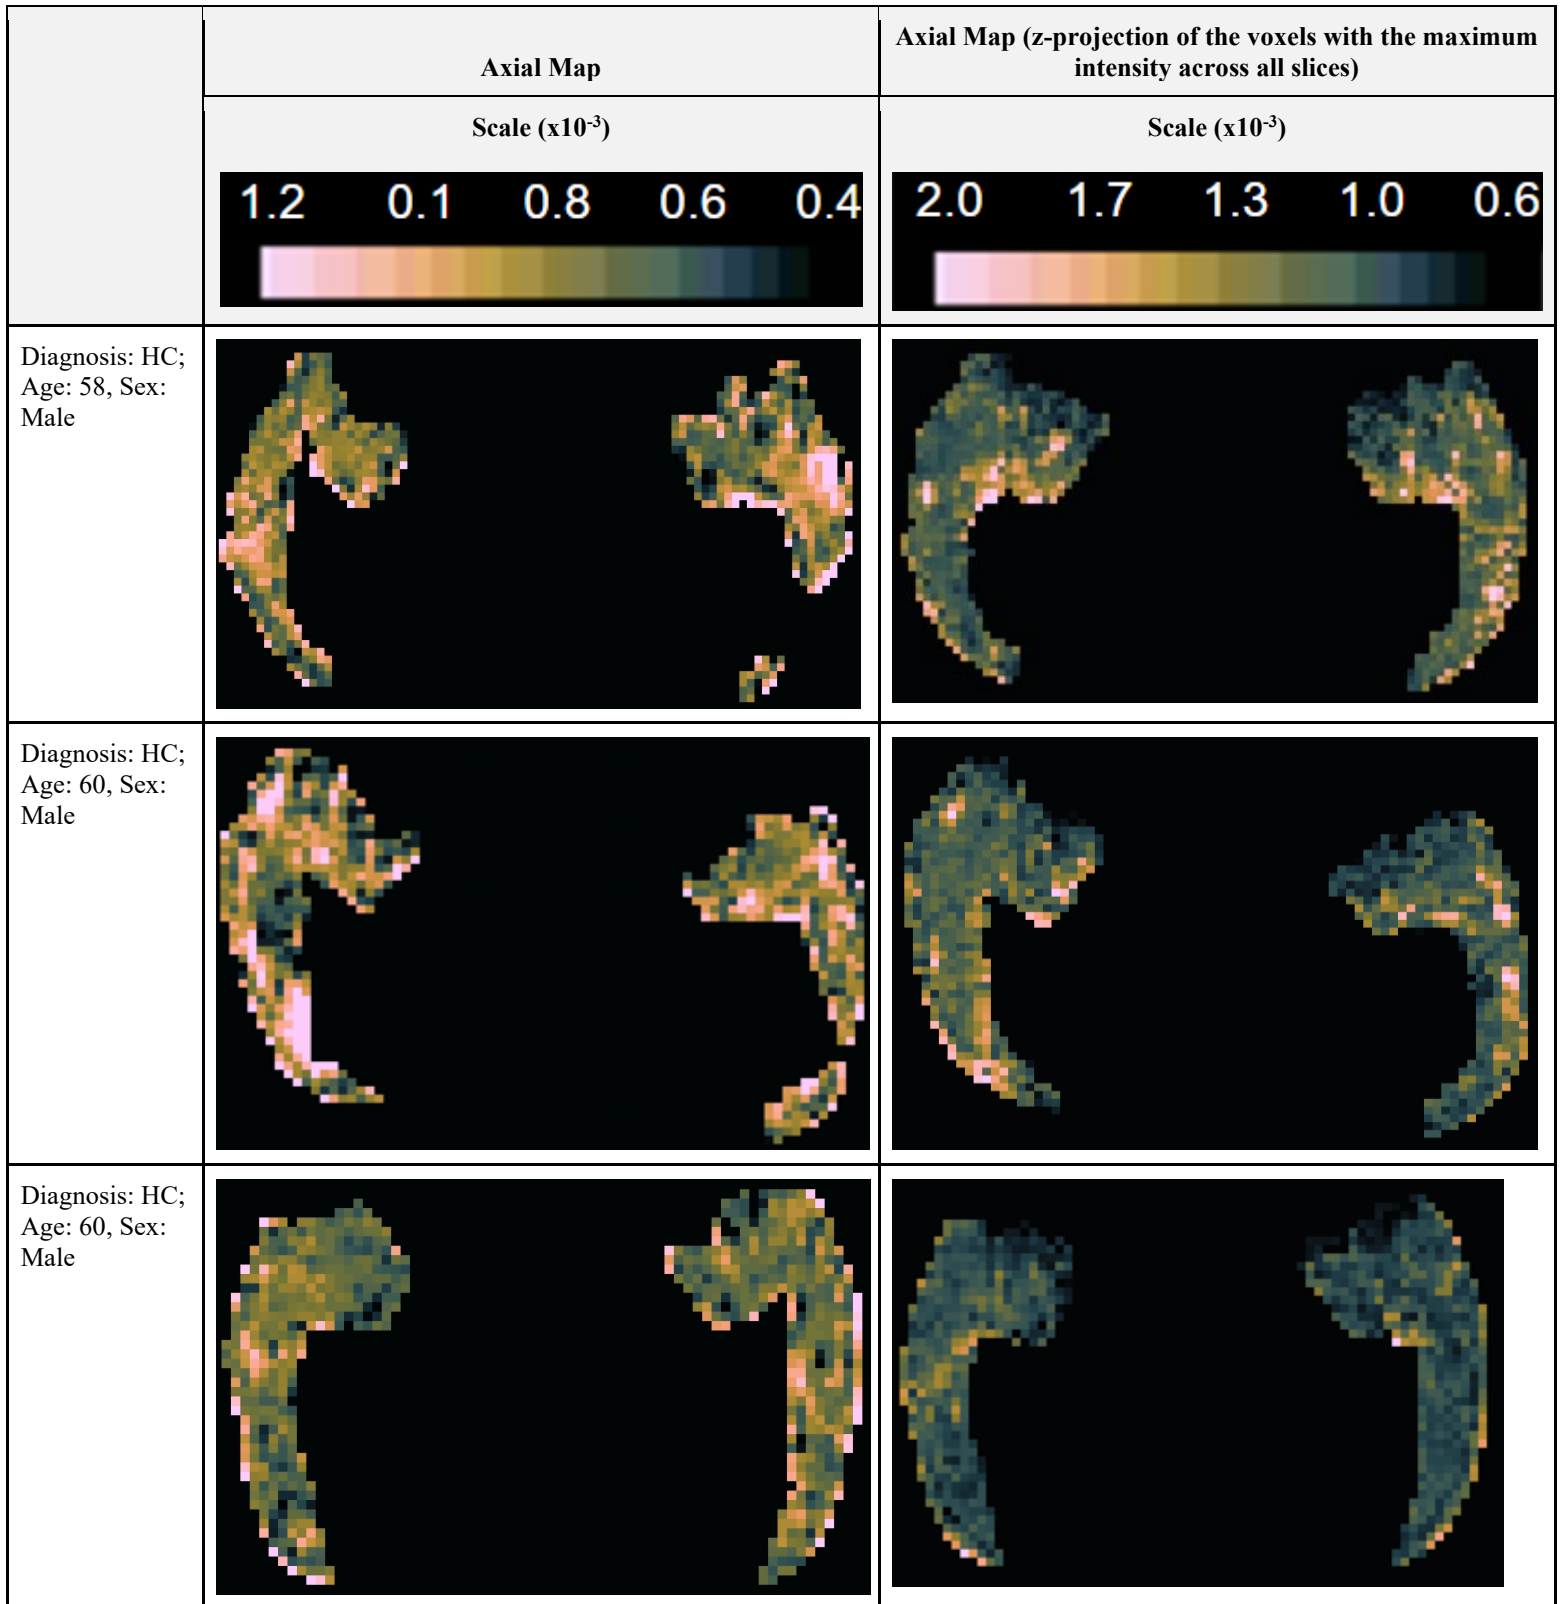 Axial Map
Axial Map (z-projection of the voxels with the maximum
intensity across all slices)
Scale (x10-3)
Scale (x10-3)
1.2 0.1 0.8 0.6 0.4
2.0 1.7 1.3 1.0 0.6
Diagnosis: HC;
Age: 58, Sex:
Male
Diagnosis: HC;
Age: 60, Sex:
Male
Diagnosis: HC;
Age: 60, Sex:
Male